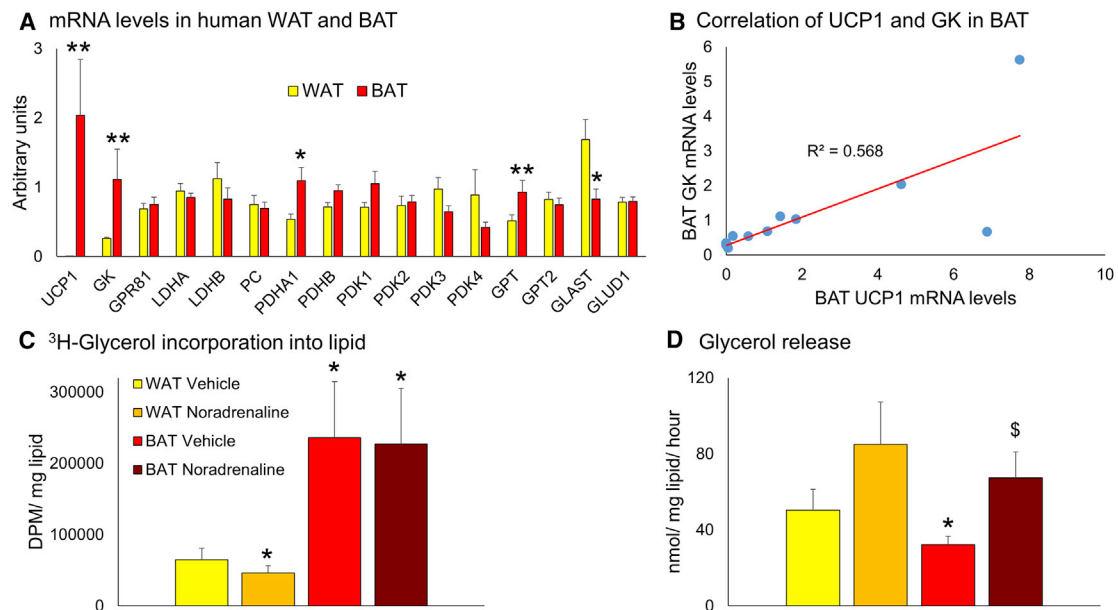 A mRNA levels in human WAT and BAT
**
3
2
1
0
Arbitrary units
WAT
BAT
**
*
**
*
UCP1
GK
GPR81
LDHA
LDHB
PC
PDHA1
PDHB
PDK1
PDK2
PDK3
PDK4
GPT
GPT2
GLAST
GLUD1
B Correlation of UCP1 and GK in BAT
6
5
4
3
2
1
0
BAT GK mRNA levels
R² = 0.568
0 2 4 6 8 10
BAT UCP1 mRNA levels
C ³H-Glycerol incorporation into lipid
300000
200000
100000
0
DPM/ mg lipid
WAT Vehicle
WAT Noradrenaline
BAT Vehicle
BAT Noradrenaline
*
*
*
D Glycerol release
120
80
40
0
nmol/ mg lipid/ hour
*
$